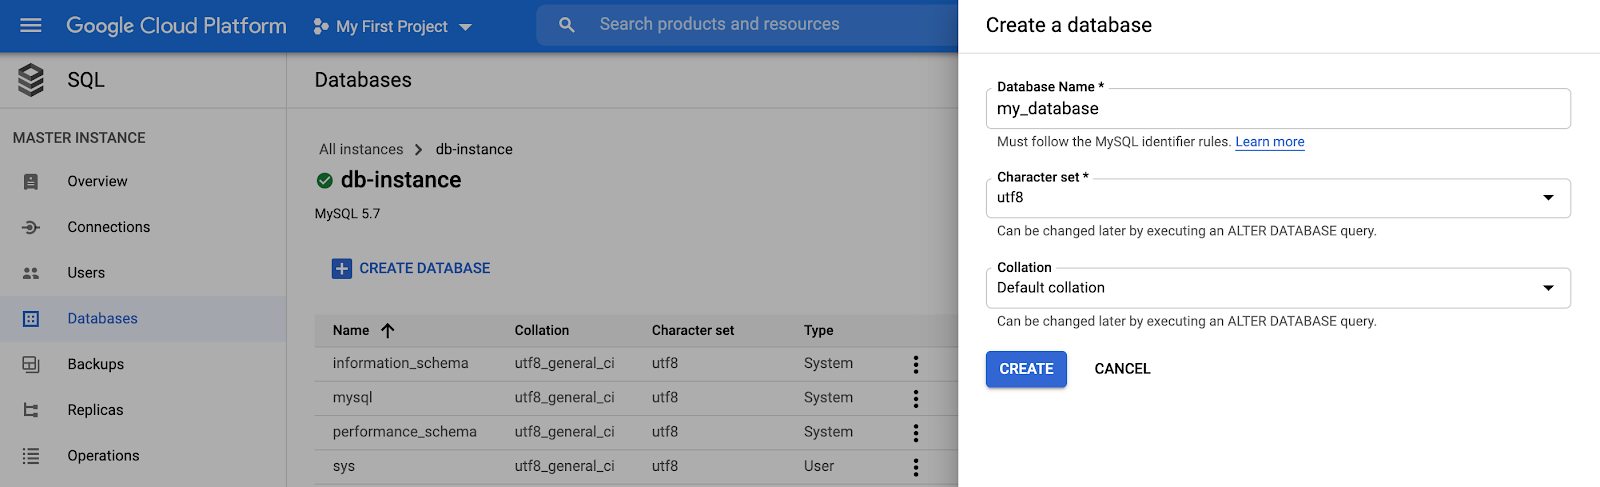 Google Cloud Platform
My First Project
Search products and resources
SQL
MASTER INSTANCE
Overview
Connections
Users
Databases
Backups
Replicas
Operations
Databases
All instances > db-instance
db-instance
MySQL 5.7
CREATE DATABASE
Name Collation Character set Type
information_schema utf8_general_ci utf8 System
mysql utf8_general_ci utf8 System
performance_schema utf8_general_ci utf8 System
sys utf8_general_ci utf8 User
Create a database
Database Name *
my_database
Must follow the MySQL identifier rules. Learn more
Character set *
utf8
Can be changed later by executing an ALTER DATABASE query.
Collation
Default collation
Can be changed later by executing an ALTER DATABASE query.
CREATE CANCEL